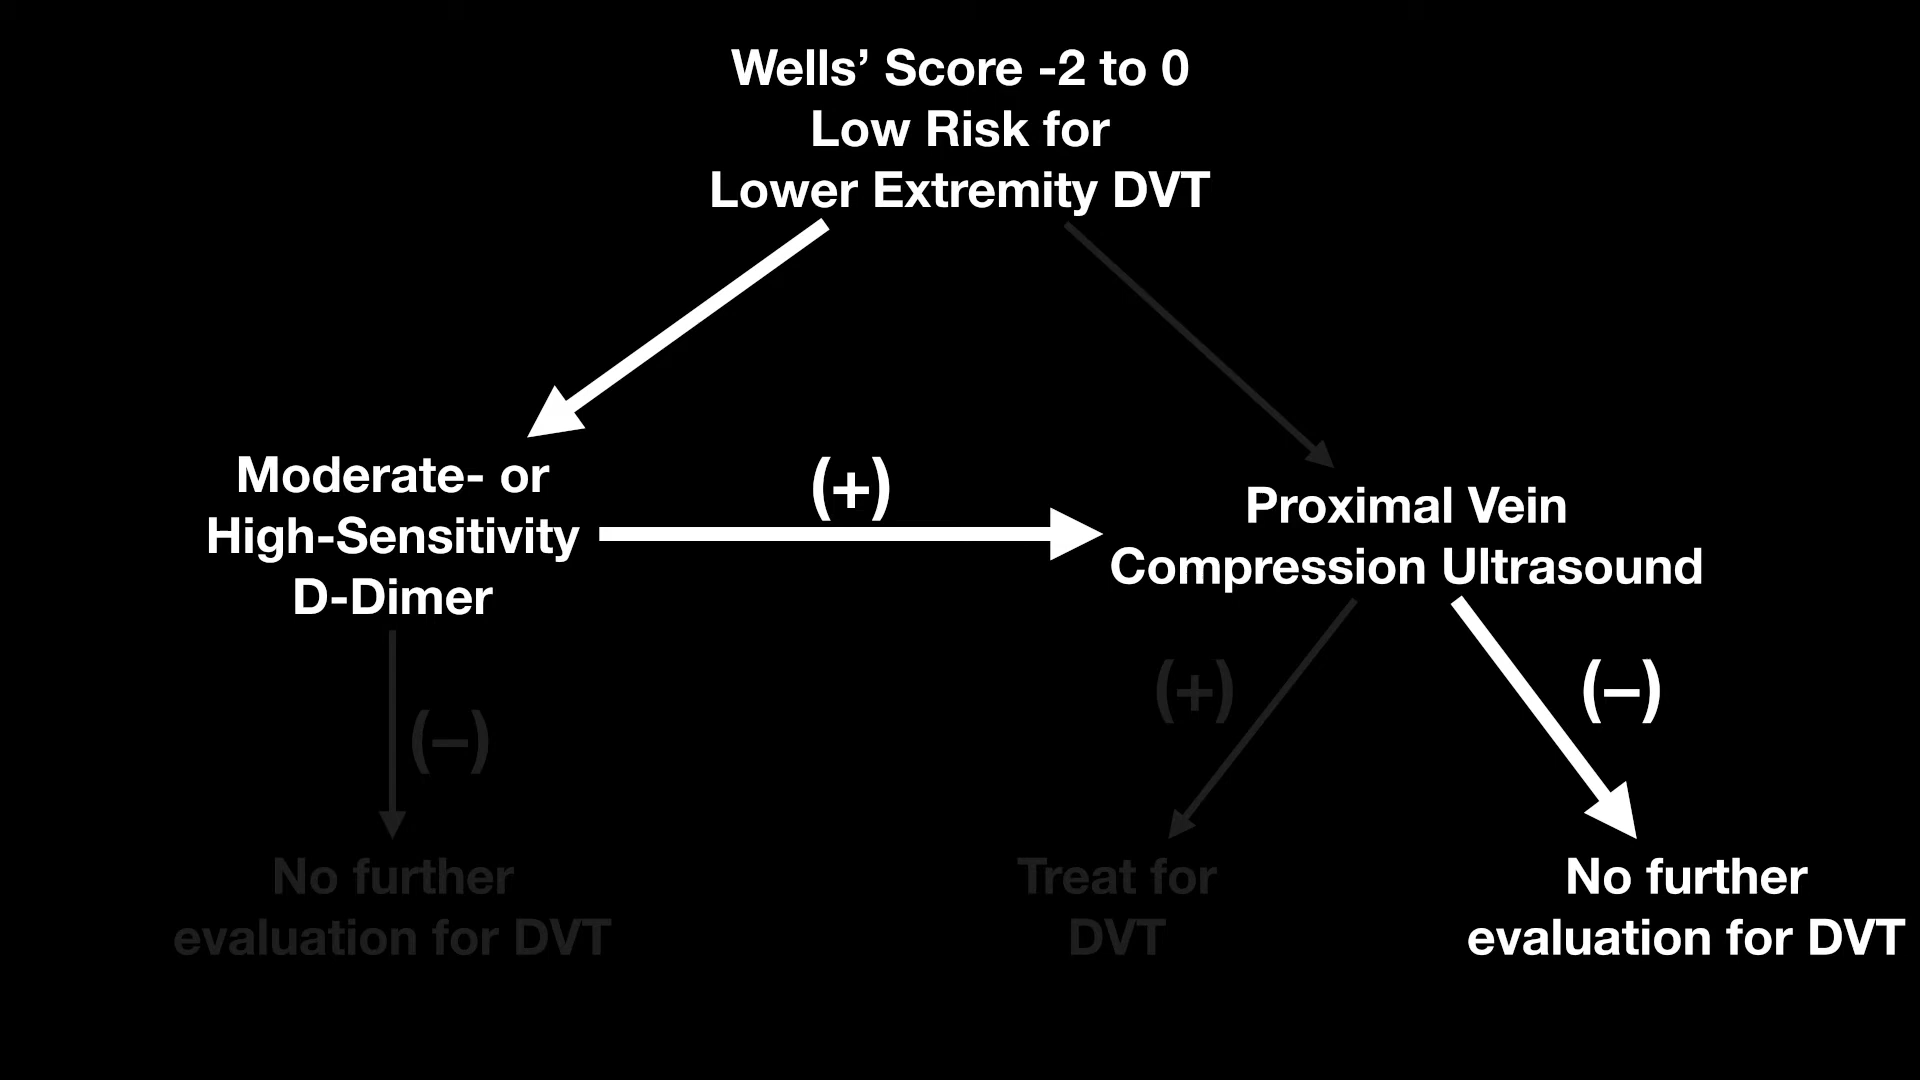 Wells’ Score -2 to 0
Low Risk for
Lower Extremity DVT
Moderate- or
High-Sensitivity
D-Dimer
(+)
Proximal Vein
Compression Ultrasound
(–)
(+)
(–)
No further
evaluation for DVT
Treat for
DVT
No further
evaluation for DVT